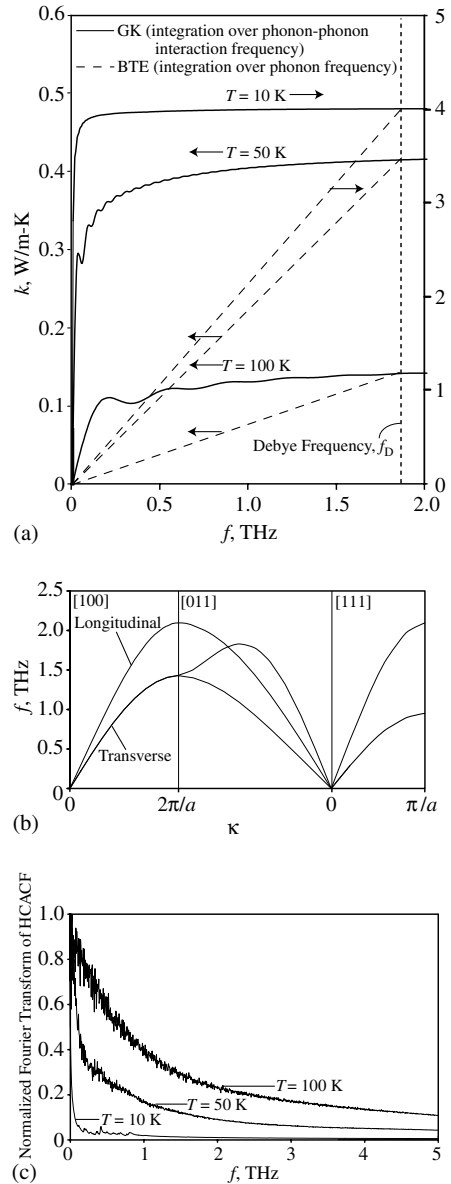 0.6
0.5
0.4
0.3
0.2
0.1
0
k, W/m-K
GK (integration over phonon-phonon
interaction frequency)
BTE (integration over phonon frequency)
T = 10 K
T = 50 K
T = 100 K
Debye Frequency, fD
5
4
3
2
1
0
0 0.5 1.0 1.5 2.0
f, THz
(a)
[100] [011] [111]
Longitudinal
Transverse
2.5
2.0
1.5
1.0
0.5
0
f, THz
0 2π/a 0 π/a
κ
(b)
Normalized Fourier Transform of HCACF
1.0
0.8
0.6
0.4
0.2
0
T = 100 K
T = 50 K
T = 10 K
0 1 2 3 4 5
f, THz
(c)